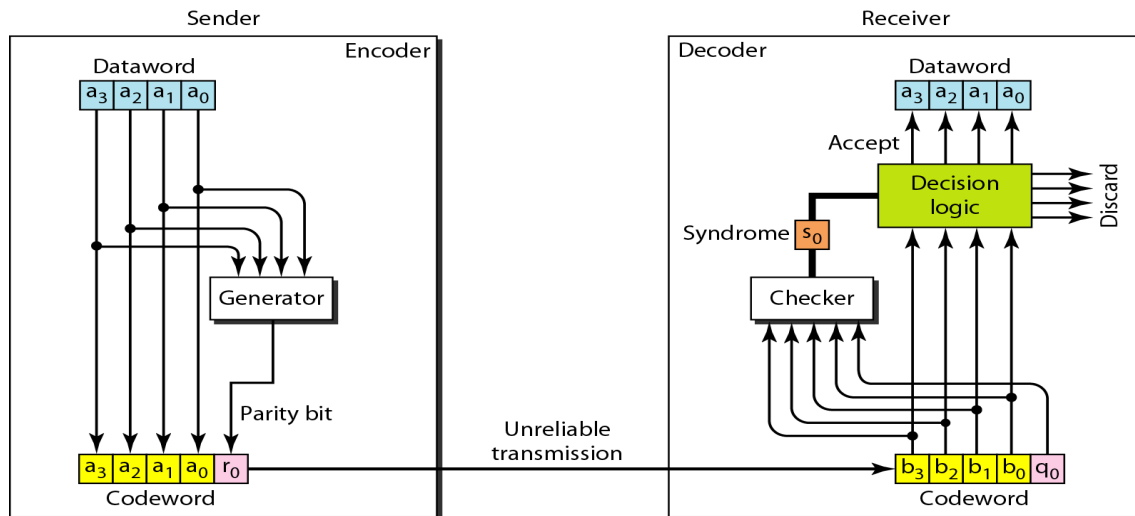 Sender
Encoder
Dataword
a3 a2 a1 a0
Generator
Parity bit
a3 a2 a1 a0 r0
Codeword
Unreliable
transmission
Receiver
Decoder
Dataword
a3 a2 a1 a0
Accept
Decision
logic
Discard
Syndrome s0
Checker
b3 b2 b1 b0 q0
Codeword